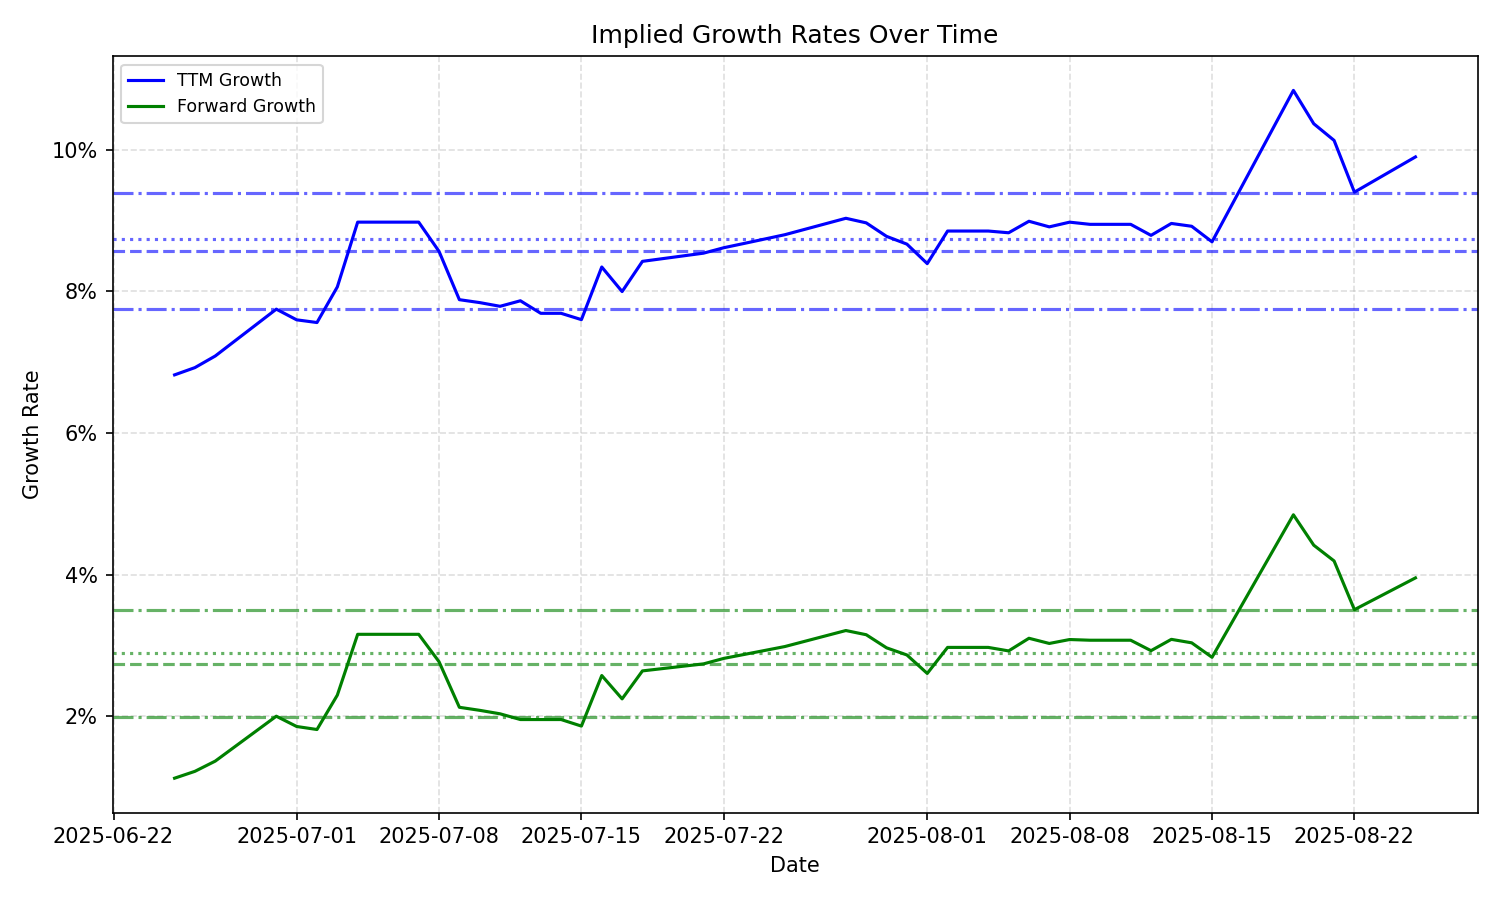 Implied Growth Rates Over Time
TTM Growth
Forward Growth
10%
8%
6%
4%
2%
Growth Rate
2025-06-22
2025-07-01
2025-07-08
2025-07-15
2025-07-22
2025-08-01
2025-08-08
2025-08-15
2025-08-22
Date